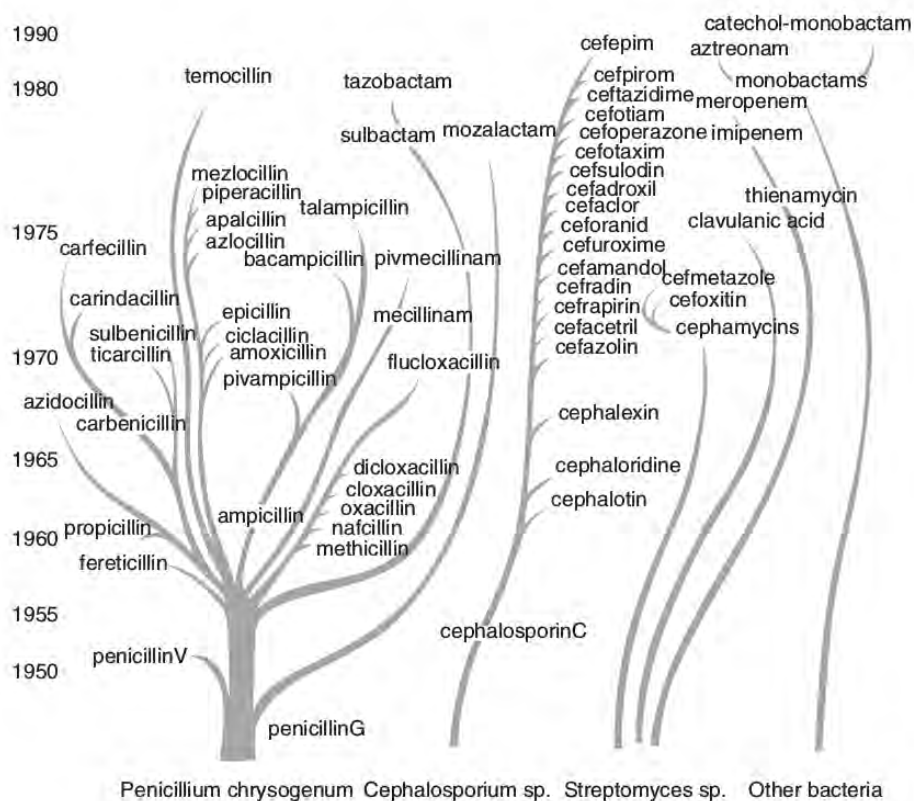 1990
catechol-monobactam
cefepim
aztreonam
temocillin
tazobactam
cefpirom
1980
monobactams
ceftazidime
meropenem
cefotiam
sulbactam
mozalactam
cefoperazone
imipenem
cefotaxim
cefsulodin
mezlocillin
piperacillin
cefadroxil
thienamycin
talampicillin
cefaclor
apalcillin
clavulanic acid
ceforanid
1975
azlocillin
cefuroxime
carfecillin
bacampicillin
pivmecillinam
cefamandol
cefmetazole
cefradin
carindacillin
cefoxitin
epicillin
mecillinam
cefrapirin
sulbenicillin
ciclacillin
cefacetril
cephamycins
1970
ticarcillin
amoxicillin
cefazolin
flucloxacillin
pivampicillin
azidocillin
carbenicillin
cephalexin
1965
dicloxacillin
cephaloridine
cloxacillin
oxacillin
cephalotin
ampicillin
propicillin
nafcillin
1960
methicillin
fereticillin
1955
cephalosporinC
penicillinV
1950
penicillinG
Penicillium chrysogenum Cephalosporium sp. Streptomyces sp. Other bacteria